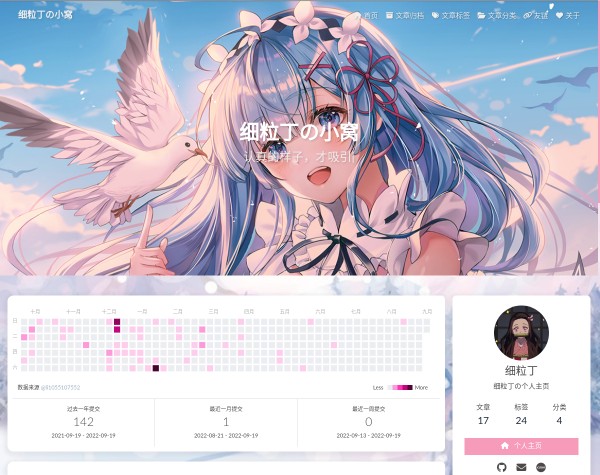 细粒丁の小窝
首页 文章归档 文章标签 文章分类 友链 关于
细粒丁の小窝
认真的样子，才吸引
十月 十一月 十二月 一月 二月 三月 四月 五月 六月 七月 八月 九月
日
二
四
六
数据来源
Less More
过去一年提交 最近一月提交 最近一周提交
142 1 0
2021-09-19 - 2022-09-19 2022-08-21 - 2022-09-19 2022-09-13 - 2022-09-19
细粒丁
细粒丁の个人主页
文章 标签 分类
17 24 4
个人主页